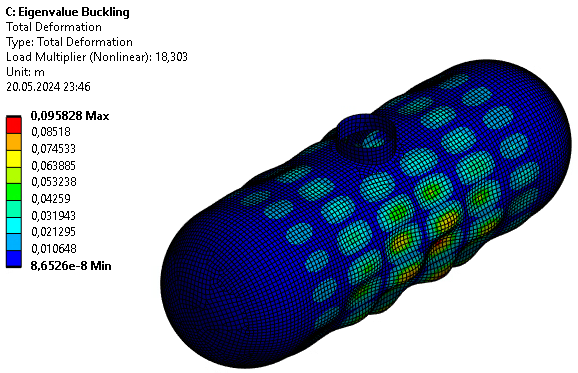 C: Eigenvalue Buckling
Total Deformation
Type: Total Deformation
Load Multiplier (Nonlinear): 18,303
Unit: m
20.05.2024 23:46
0,095828 Max
0,08518
0,074533
0,063885
0,053238
0,04259
0,031943
0,021295
0,010648
8,6526e-8 Min